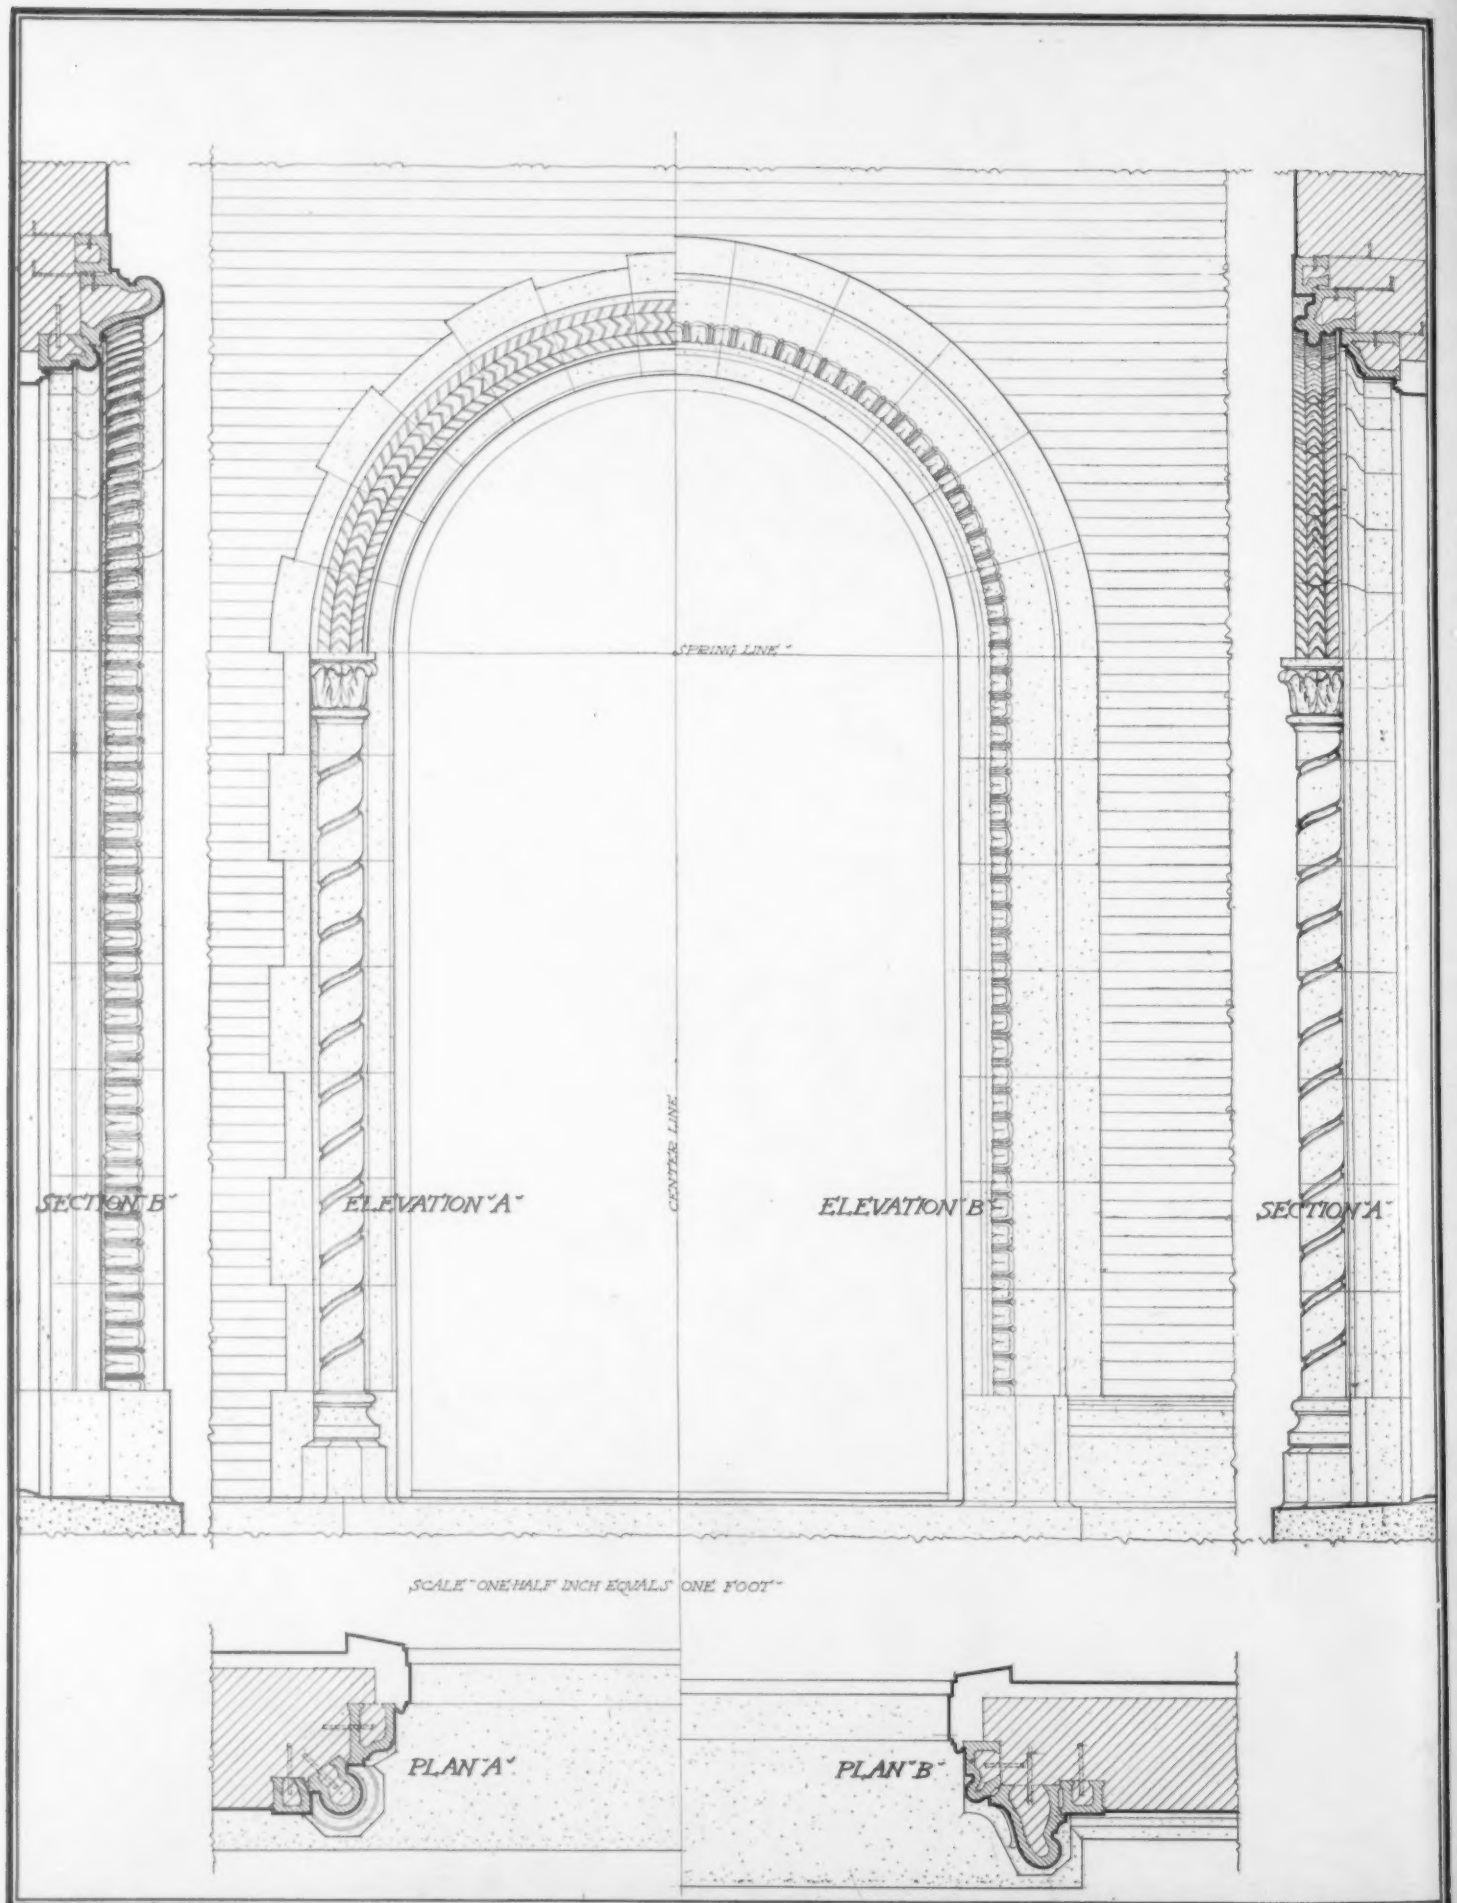 SPRING LINE
CENTER LINE
SECTION "B"
ELEVATION "A"
ELEVATION "B"
SECTION "A"
SCALE - ONE-HALF INCH EQUALS ONE FOOT -
PLAN "A"
PLAN "B"